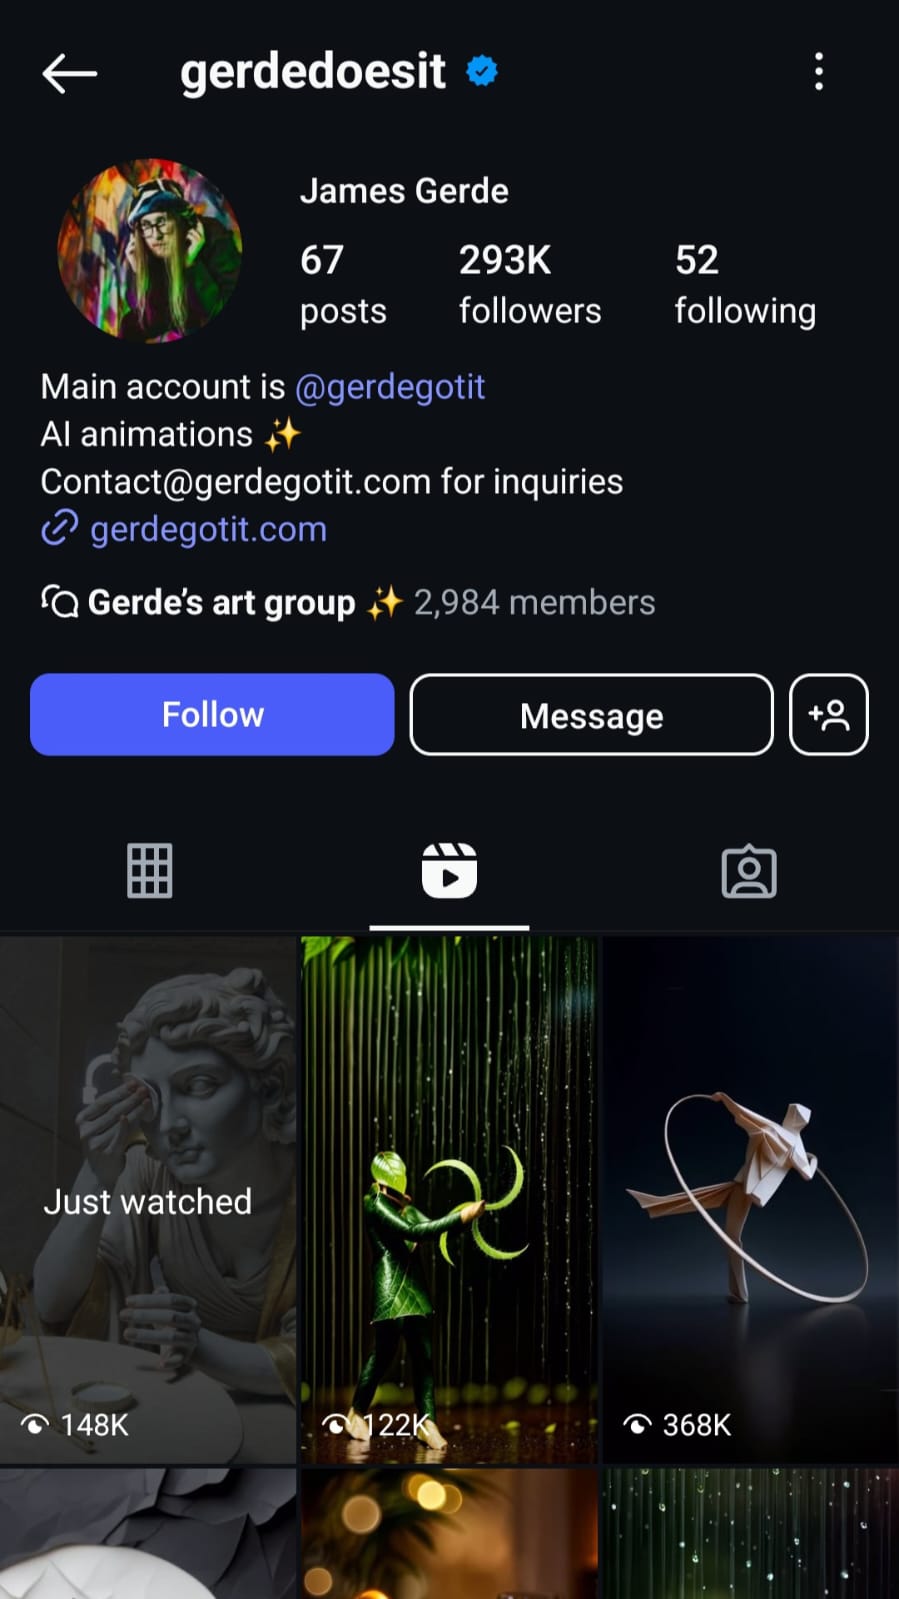 gerdedoesit
James Gerde
67 293K 52
posts followers following
Main account is @gerdegotit
AI animations ✨
Contact@gerdegotit.com for inquiries
gerdegotit.com
Gerde’s art group ✨ 2,984 members
Follow Message
Just watched
148K 122K 368K